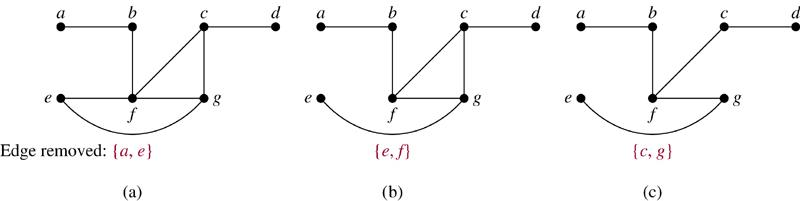 a b c d a b c d a b c d
e f g e f g e f g
Edge removed: {a, e} {e, f} {c, g}
(a) (b) (c)